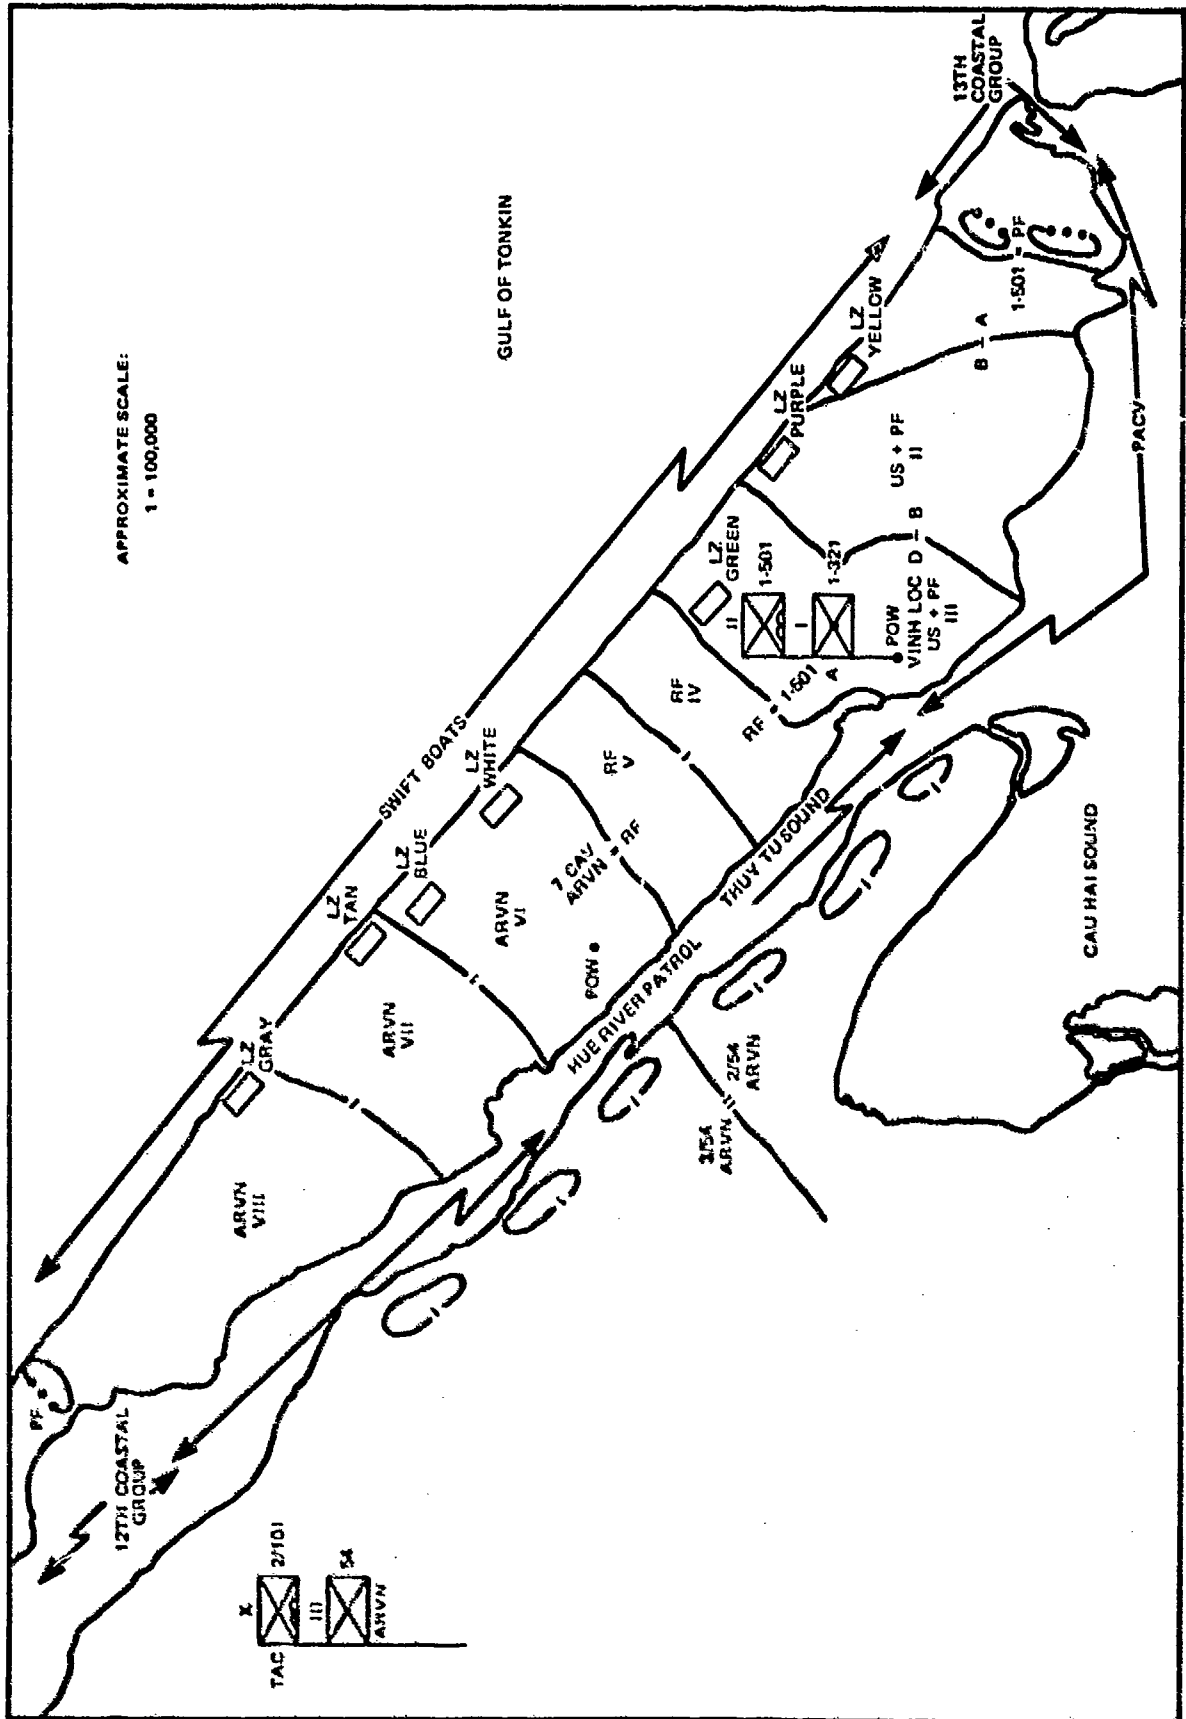 APPROXIMATE SCALE:
1 = 100,000
GULF OF TONKIN
13TH
COASTAL
GROUP
SWIFT BOATS
LZ
YELLOW
LZ
PURPLE
LZ
GREEN
LZ
WHITE
LZ
BLUE
LZ
TAN
LZ
GRAY
PF
12TH COASTAL
GROUP
ARVN
VIII
ARVN
VII
ARVN
VI
7 CAV
ARVN = RF
RF
V
RF
IV
RF
1-501
A
II
1-501
I
1-321
POW
VINH LOC
US + PF
III
D - B
US + PF
II
B - A
1-501 = PF
POW
HUE RIVER PATROL
THUY TU SOUND
PACV
2/54
ARVN
II
ARVN
CAU HAI SOUND
X
2/101
TAC
III
54
ARVN